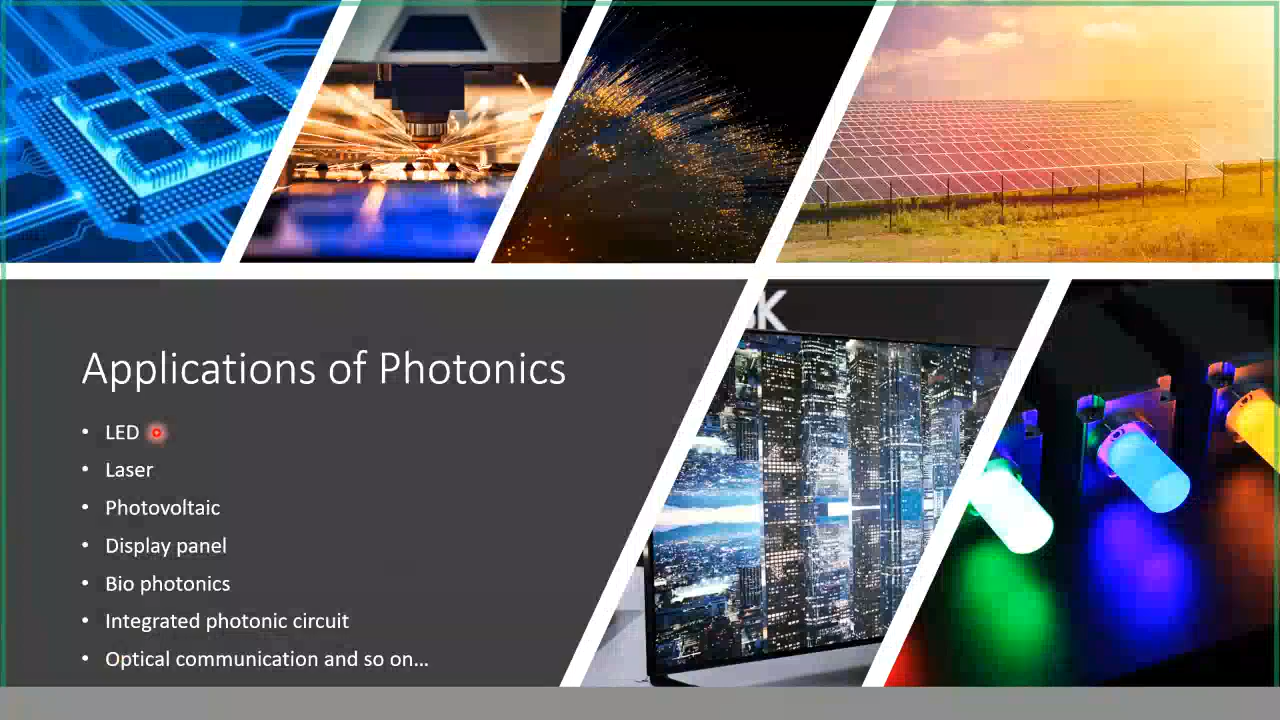 Applications of Photonics
• LED
• Laser
• Photovoltaic
• Display panel
• Bio photonics
• Integrated photonic circuit
• Optical communication and so on...